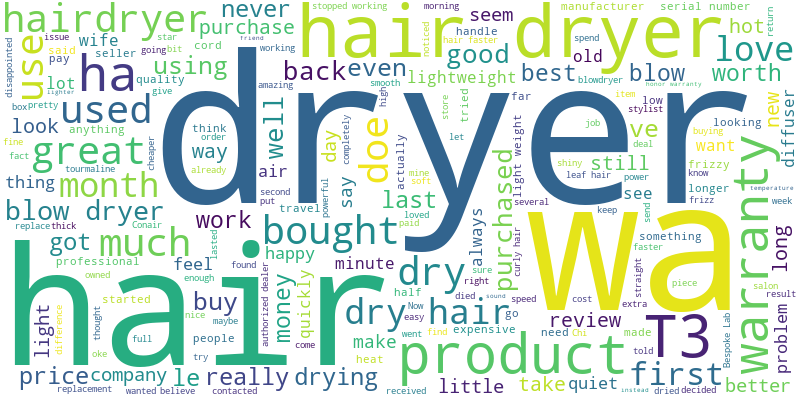 hairdryer
never
hair dryer
stopped working
morning
manufacturer
serial number
noticed
hair faster
spend
handle
seem
hot
return
disappointed
issue
star
wife
purchase
said
going
bit
cord
seller
working
pay
friend
use
ha
using
back
even
good
best
old
blow
love
worth
lot
quality
lightweight
blowdryer
honor warranty
lighter
give
amazing
smooth
high
box
pretty
used
look
anything
great
way
think
order
already
well
day
completely
doe
actually
store
tried
far
item
low
stylist
looking
new
diffuser
let
job
buying
want
deal
ve
still
fine
fact
cheaper
tourmaline
thing
month
dryer
air
second
put
say
powerful
mine
soft
light weight
shiny
power
leaf hair
frizzy
know
longer
frizz
see
temperature
week
several
blow dryer
replace
thick
Conair
work
travel
loved
paid
last
always
purchased
curly hair
keep
send
something
faster
warranty
long
got
much
bought
happy
feel
professional
lasted
owned
found
enough
minute
dry
right
sure
straight
wa
piece
salon
result
problem
light
difference
started
thought
nice
maybe
buy
authorized dealer
money
quickly
half
died
sound
Now
easy
speed
go
cost
extra
dry hair
review
made
T3
told
Bespoke Lab
oke
full
people
try
come
make
heat
went
find
expensive
need
Chi
hair
price
company
le
really
drying
product
first
better
little
take
quiet
replacement
wanted
believe
contacted
received
instead
dried
decided